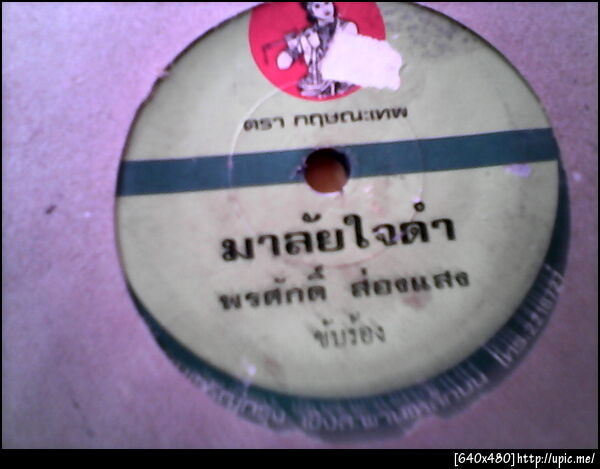 ตรา กฤษณะเทพ
มาลัยใจดำ
พรศักดิ์ ส่องแสง
ขับร้อง
[640x480]http://upic.me/